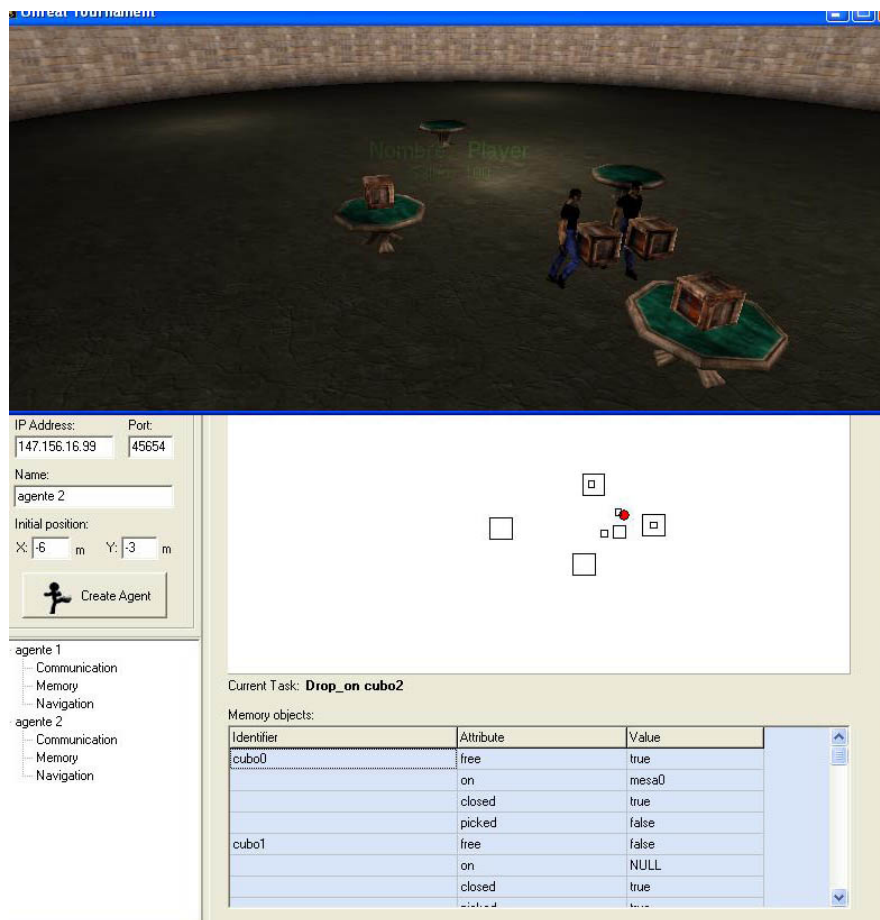 Unreal Tournament
Nombre Player
IP Address: Port:
147.156.16.99 45654
Name:
agente 2
Initial position:
X: -6 m Y: -3 m
Create Agent
agente 1
Communication
Memory
Navigation
agente 2
Communication
Memory
Navigation
Current Task: Drop_on cubo2
Memory objects:
Identifier Attribute Value
cubo0 free true
on mesa0
closed true
picked false
cubo1 free false
on NULL
closed true